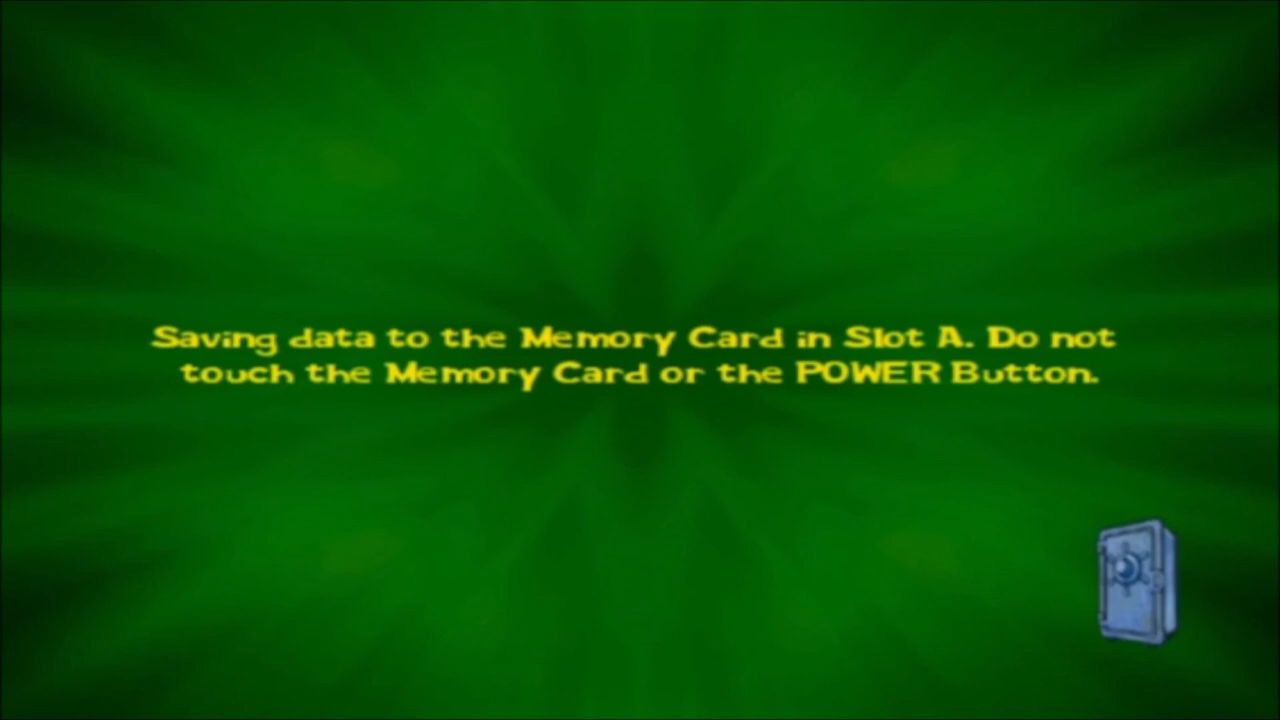 Saving data to the Memory Card in Slot A. Do not
touch the Memory Card or the POWER Button.